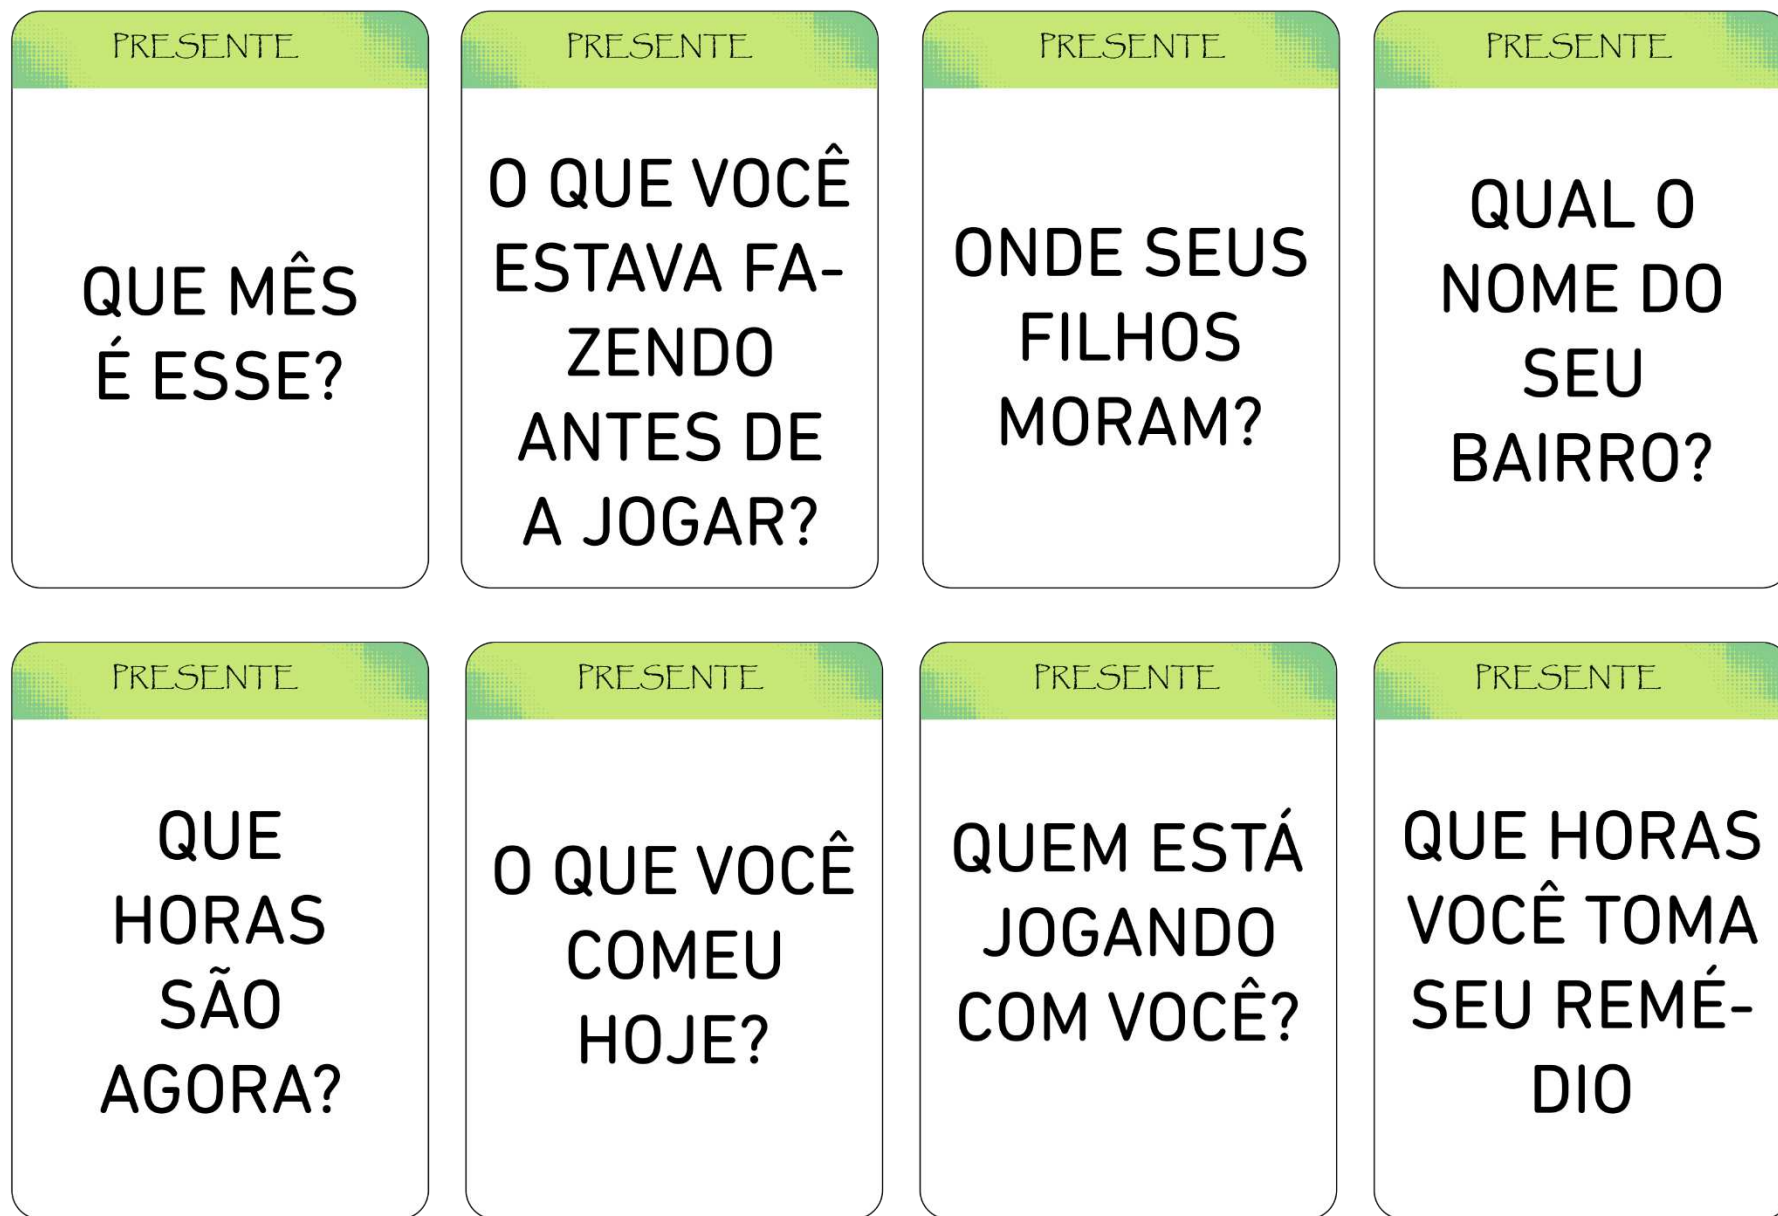 PRESENTE
QUE MÊS
É ESSE?
PRESENTE
O QUE VOCÊ
ESTAVA FA-
ZENDO
ANTES DE
A JOGAR?
PRESENTE
ONDE SEUS
FILHOS
MORAM?
PRESENTE
QUAL O
NOME DO
SEU
BAIRRO?
PRESENTE
QUE
HORAS
SÃO
AGORA?
PRESENTE
O QUE VOCÊ
COMEU
HOJE?
PRESENTE
QUEM ESTÁ
JOGANDO
COM VOCÊ?
PRESENTE
QUE HORAS
VOCÊ TOMA
SEU REMÉ-
DIO